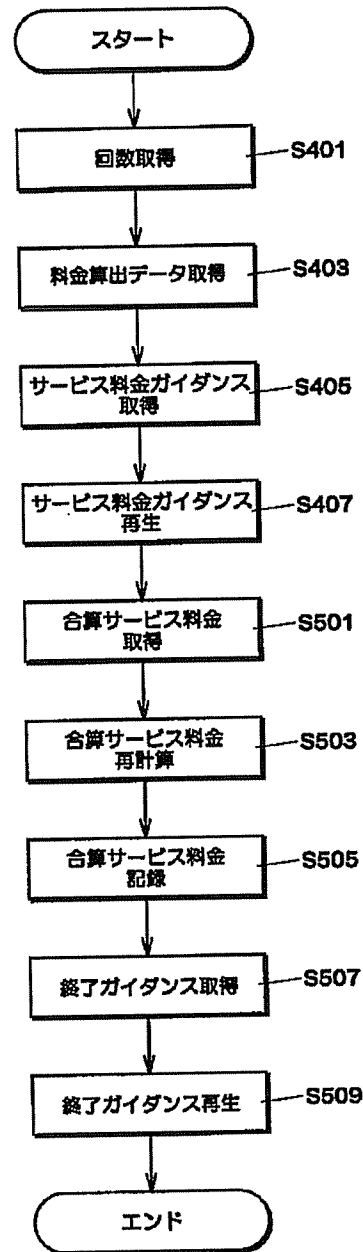 スタート
回数取得
S401
料金算出データ取得
S403
サービス料金ガイダンス
取得
S405
サービス料金ガイダンス
再生
S407
合算サービス料金
取得
S501
合算サービス料金
再計算
S503
合算サービス料金
記録
S505
終了ガイダンス取得
S507
終了ガイダンス再生
S509
エンド